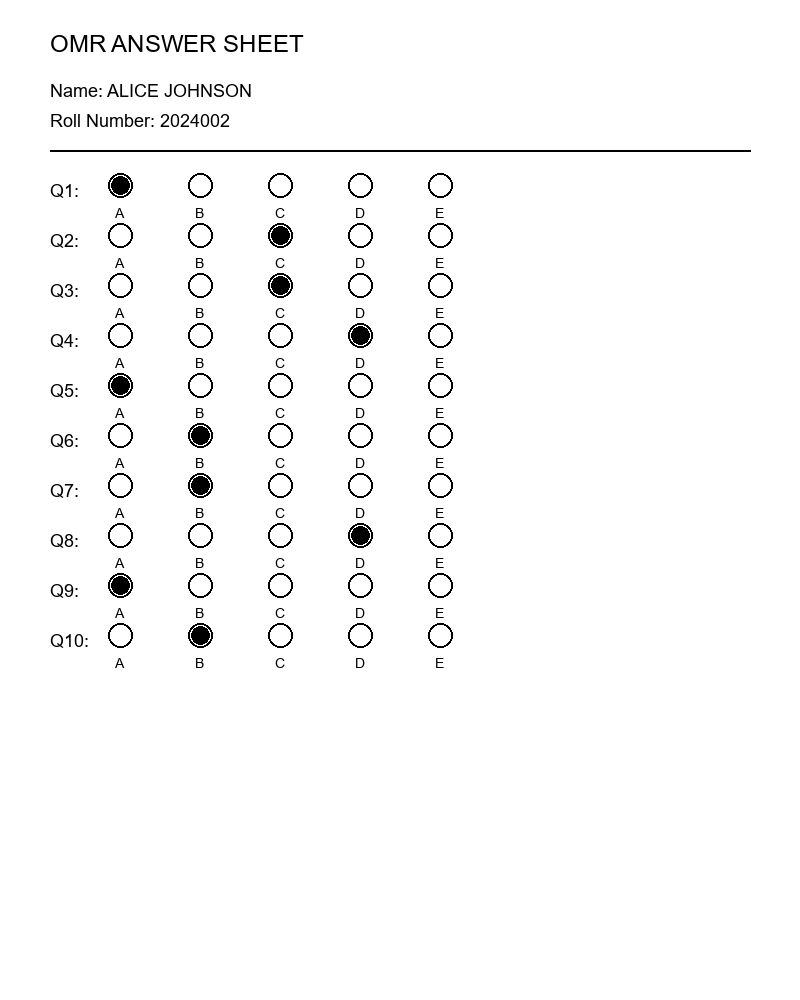 OMR ANSWER SHEET
Name: ALICE JOHNSON
Roll Number: 2024002
Q1:
A B C D E
Q2:
A B C D E
Q3:
A B C D E
Q4:
A B C D E
Q5:
A B C D E
Q6:
A B C D E
Q7:
A B C D E
Q8:
A B C D E
Q9:
A B C D E
Q10:
A B C D E